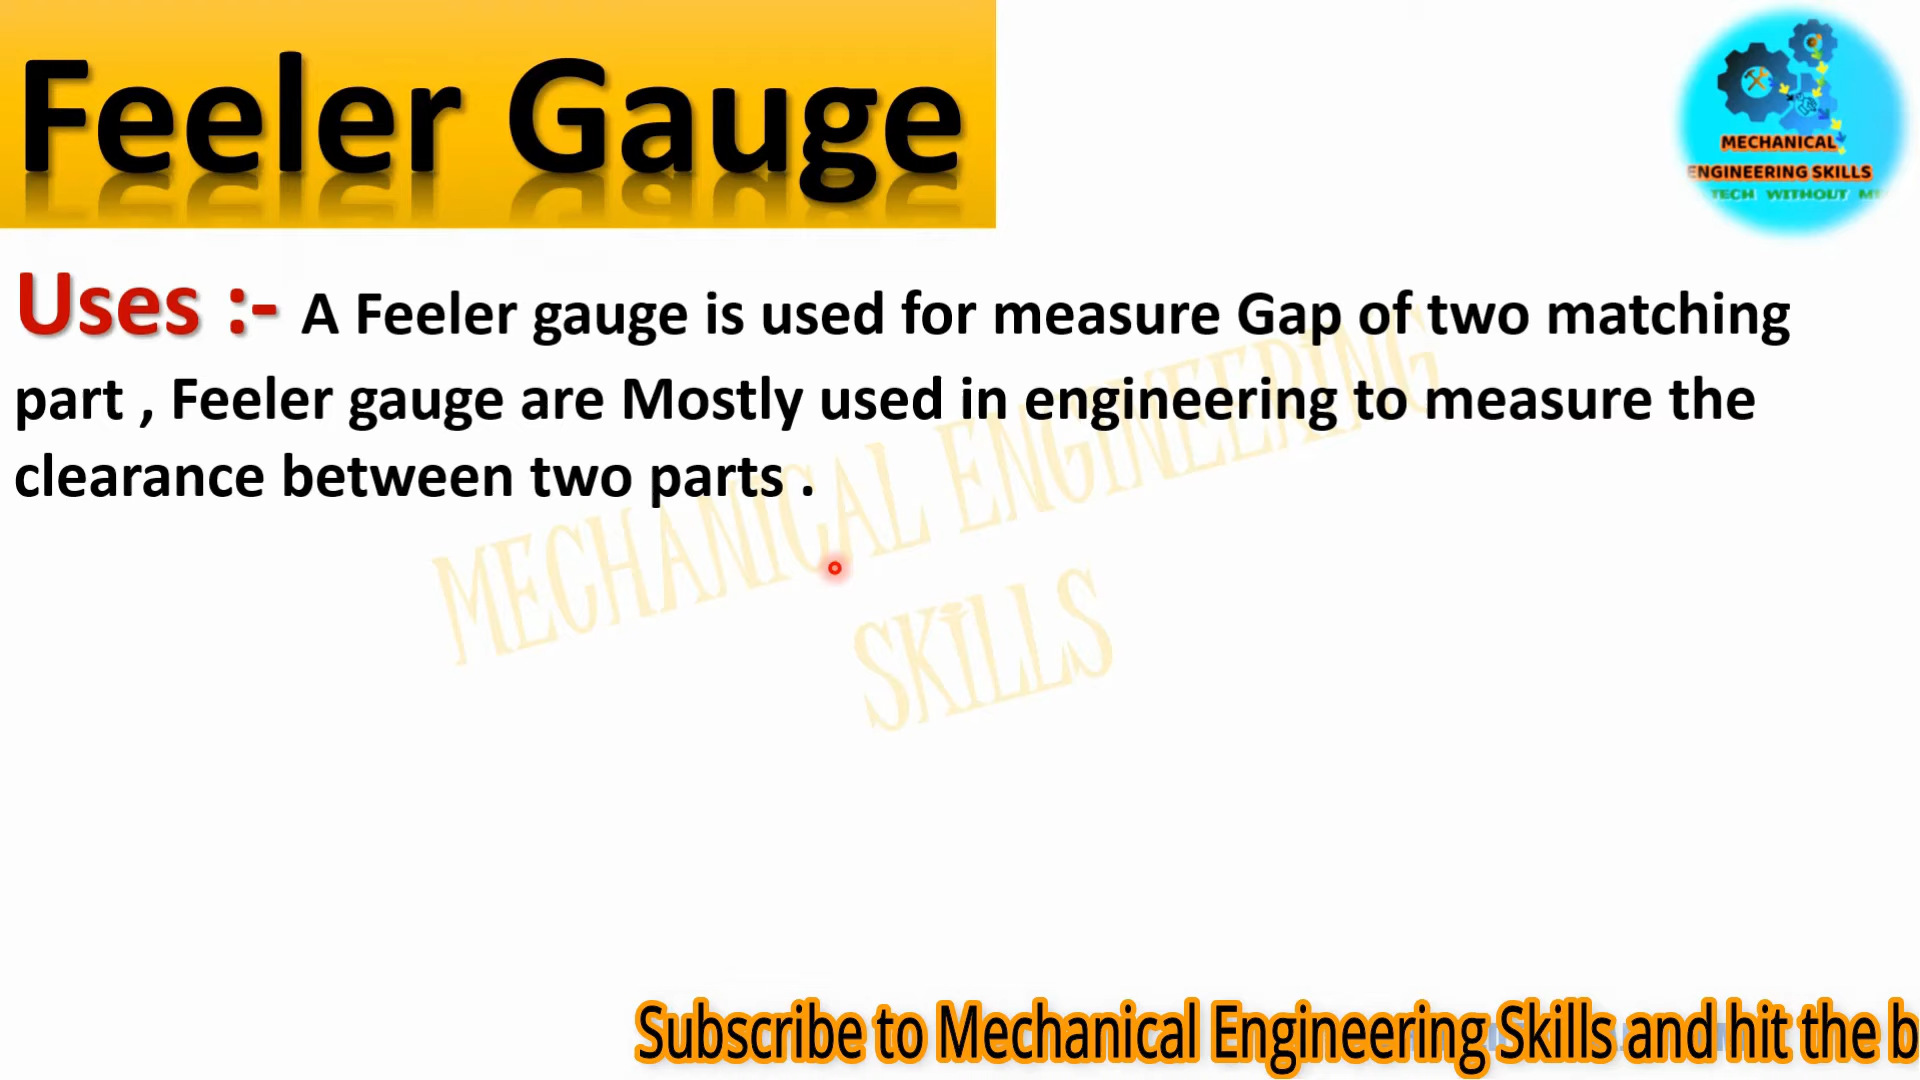 Feeler Gauge
MECHANICAL
ENGINEERING SKILLS
TECH WITHOUT
Uses :- A Feeler gauge is used for measure Gap of two matching
part , Feeler gauge are Mostly used in engineering to measure the
clearance between two parts .
MECHANICAL ENGINEERING
SKILLS
Subscribe to Mechanical Engineering Skills and hit the b